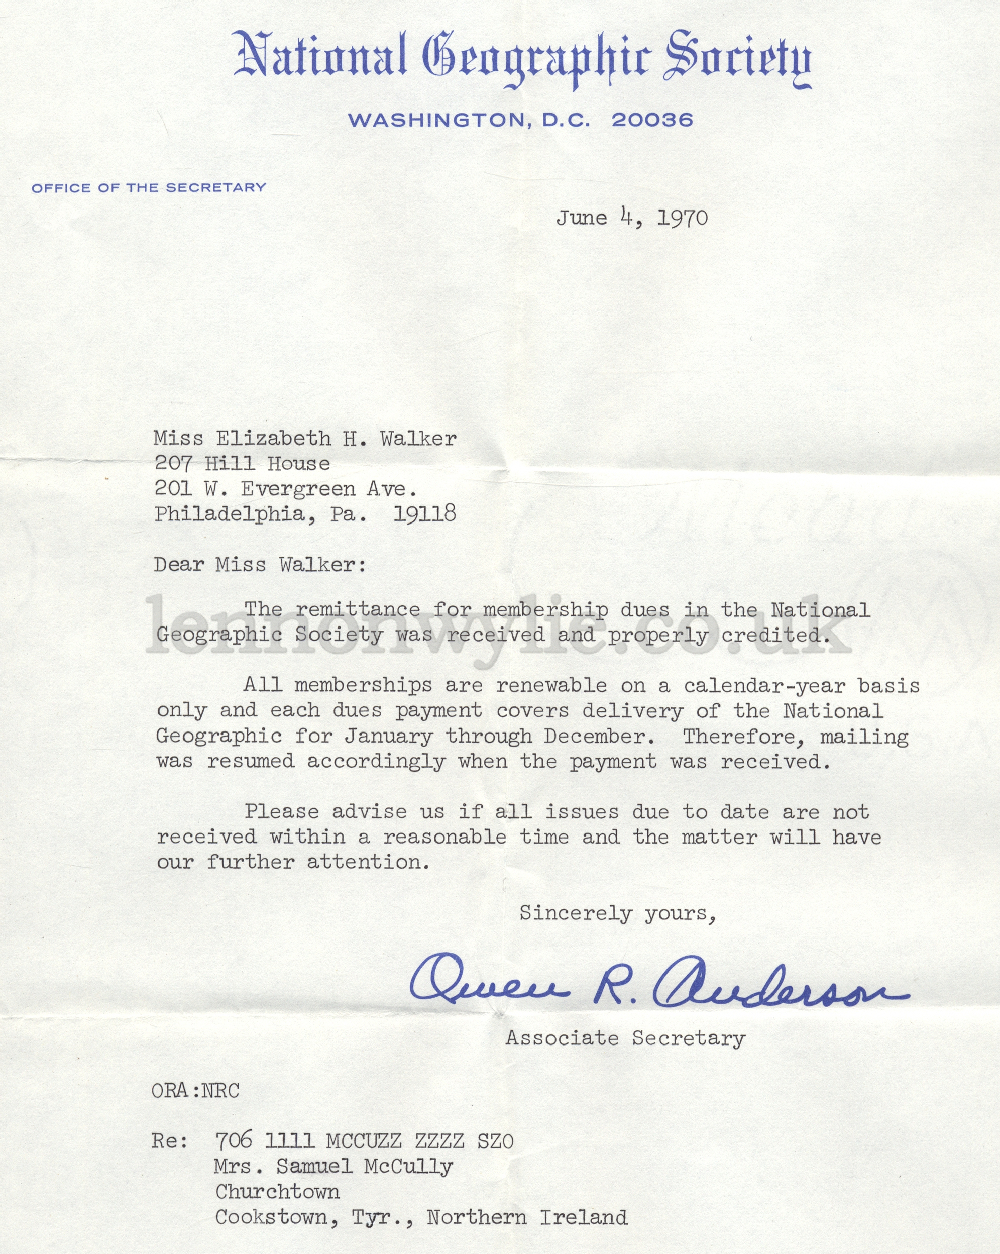 National Geographic Society
WASHINGTON, D.C. 20036
OFFICE OF THE SECRETARY
June 4, 1970
Miss Elizabeth H. Walker
207 Hill House
201 W. Evergreen Ave.
Philadelphia, Pa. 19118
Dear Miss Walker:
The remittance for membership dues in the National
Geographic Society was received and properly credited.
lennonwylie.co.uk
All memberships are renewable on a calendar-year basis
only and each dues payment covers delivery of the National
Geographic for January through December. Therefore, mailing
was resumed accordingly when the payment was received.
Please advise us if all issues due to date are not
received within a reasonable time and the matter will have
our further attention.
Sincerely yours,
Owen R. Anderson
Associate Secretary
ORA:NRC
Re: 706 1111 MCCUZZ ZZZZ SZO
Mrs. Samuel McCully
Churchtown
Cookstown, Tyr., Northern Ireland